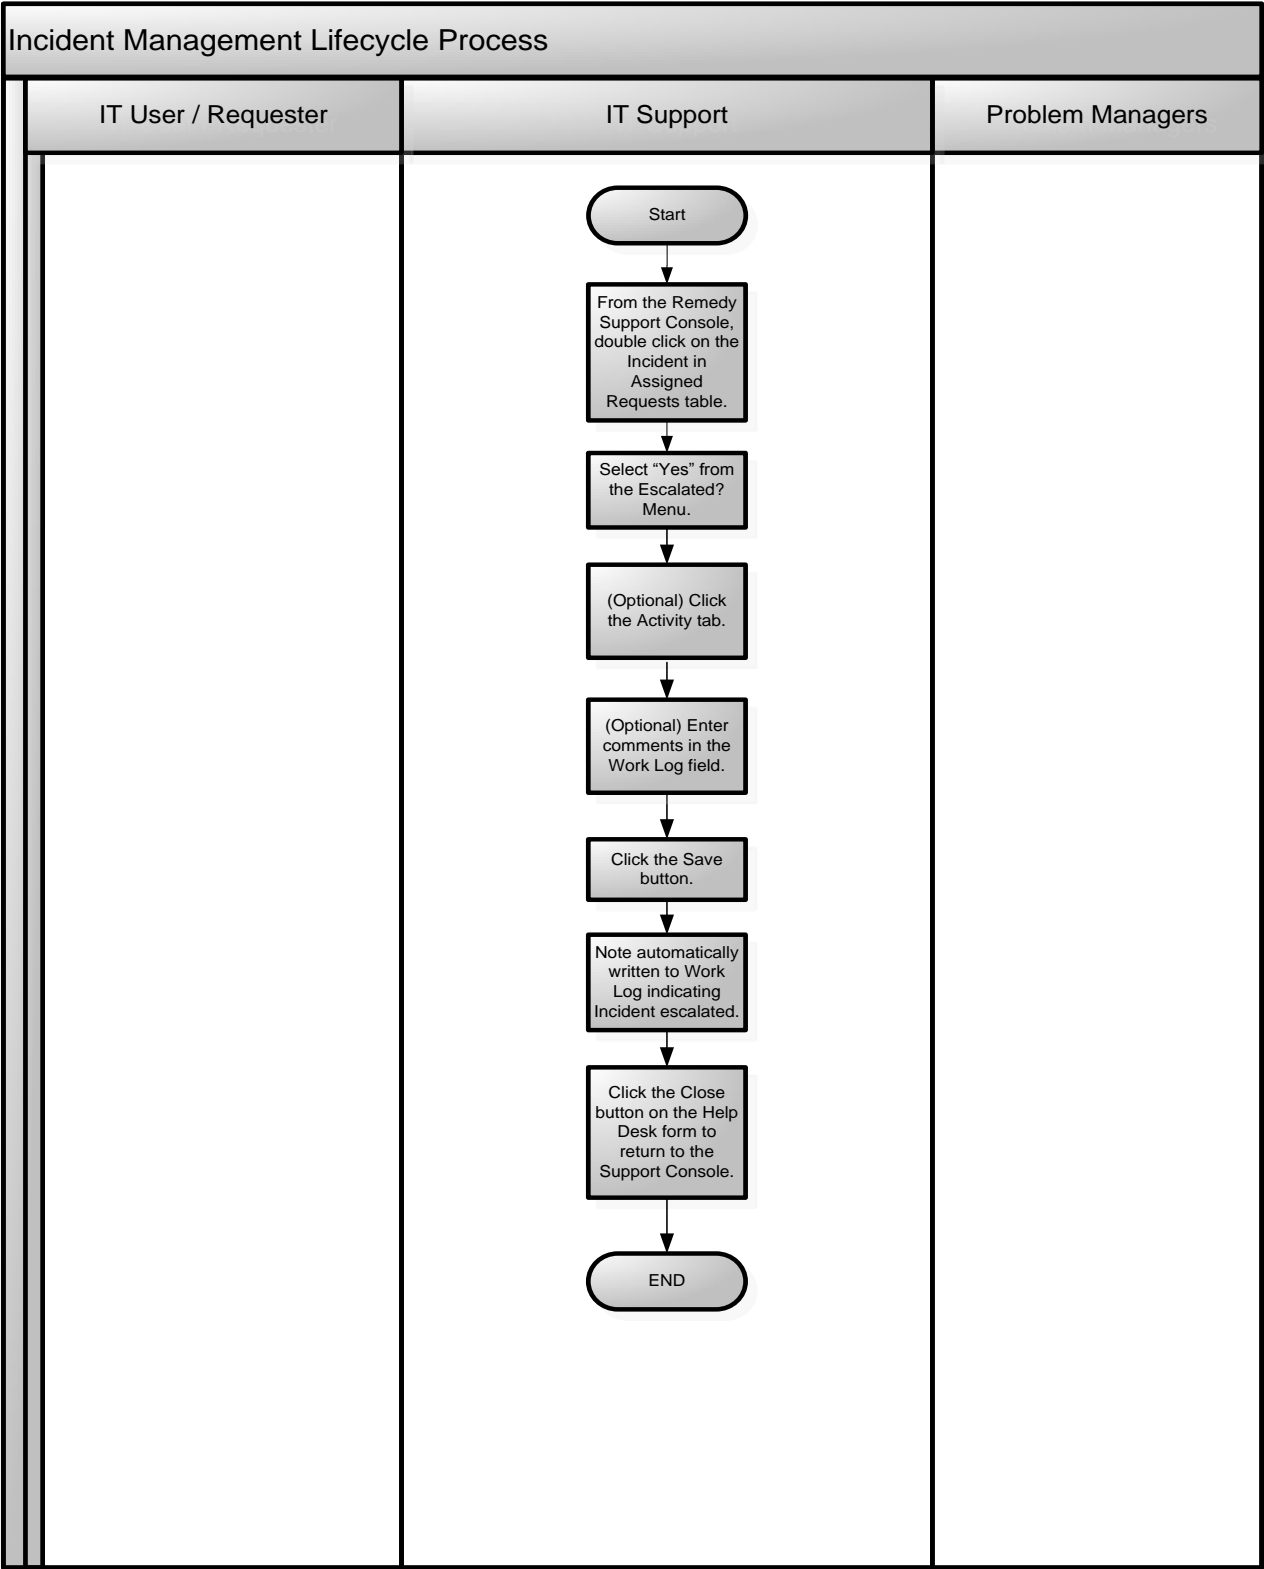 Incident Management Lifecycle Process
IT User / Requester
IT Support
Problem Managers
Start
From the Remedy
Support Console,
double click on the
Incident in
Assigned
Requests table.
Select “Yes” from
the Escalated?
Menu.
(Optional) Click
the Activity tab.
(Optional) Enter
comments in the
Work Log field.
Click the Save
button.
Note automatically
written to Work
Log indicating
Incident escalated.
Click the Close
button on the Help
Desk form to
return to the
Support Console.
END